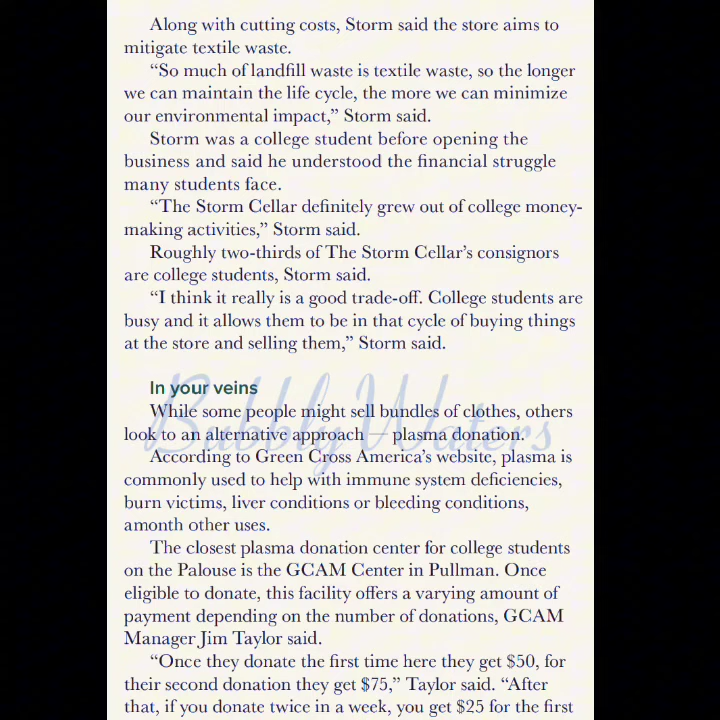 Along with cutting costs, Storm said the store aims to
mitigate textile waste.
“So much of landfill waste is textile waste, so the longer
we can maintain the life cycle, the more we can minimize
our environmental impact,” Storm said.
Storm was a college student before opening the
business and said he understood the financial struggle
many students face.
“The Storm Cellar definitely grew out of college money-
making activities,” Storm said.
Roughly two-thirds of The Storm Cellar’s consignors
are college students, Storm said.
“I think it really is a good trade-off. College students are
busy and it allows them to be in that cycle of buying things
at the store and selling them,” Storm said.
In your veins
Bubbly Waters
While some people might sell bundles of clothes, others
look to an alternative approach — plasma donation.
According to Green Cross America’s website, plasma is
commonly used to help with immune system deficiencies,
burn victims, liver conditions or bleeding conditions,
amonth other uses.
The closest plasma donation center for college students
on the Palouse is the GCAM Center in Pullman. Once
eligible to donate, this facility offers a varying amount of
payment depending on the number of donations, GCAM
Manager Jim Taylor said.
“Once they donate the first time here they get $50, for
their second donation they get $75,” Taylor said. “After
that, if you donate twice in a week, you get $25 for the first